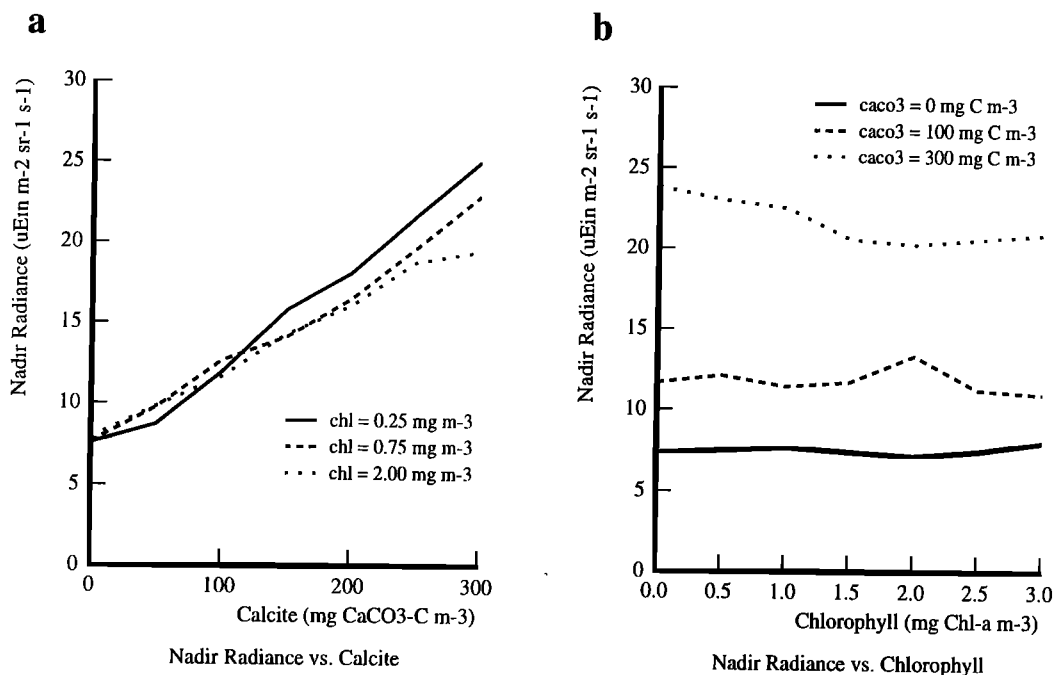 a
Nadir Radiance (uEin m-2 sr-1 s-1)
30
25
20
15
10
5
0
chl = 0.25 mg m-3
chl = 0.75 mg m-3
chl = 2.00 mg m-3
0 100 200 300
Calcite (mg CaCO3-C m-3)
Nadir Radiance vs. Calcite
b
Nadir Radiance (uEin m-2 sr-1 s-1)
30
25
20
15
10
5
0
caco3 = 0 mg C m-3
caco3 = 100 mg C m-3
caco3 = 300 mg C m-3
0.0 0.5 1.0 1.5 2.0 2.5 3.0
Chlorophyll (mg Chl-a m-3)
Nadir Radiance vs. Chlorophyll